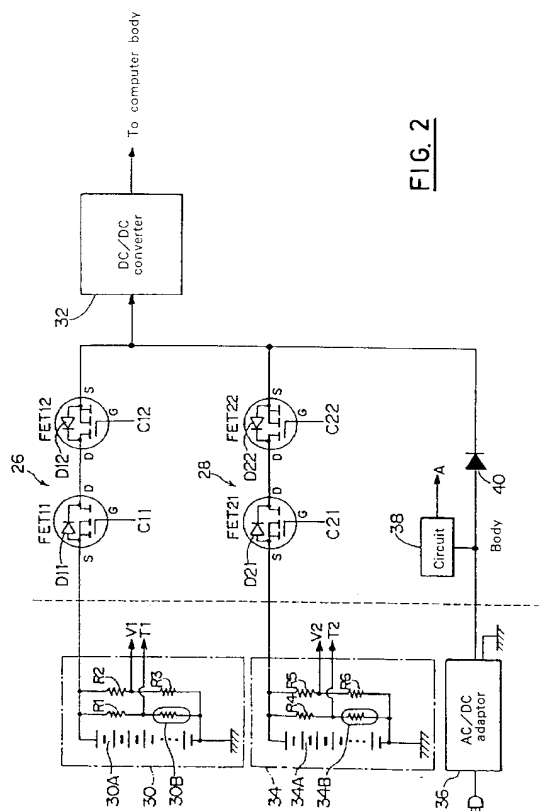 FIG. 2
To computer body
DC/DC
converter
32
26
FET11
FET12
D11
D12
S
D
D
S
G
G
C11
C12
28
FET21
FET22
D21
D22
S
D
D
S
G
G
C21
C22
38
Circuit
A
40
Body
V1
T1
R1
R2
R3
30A
30
30B
V2
T2
R4
R5
R6
34A
34
34B
AC/DC
adaptor
36